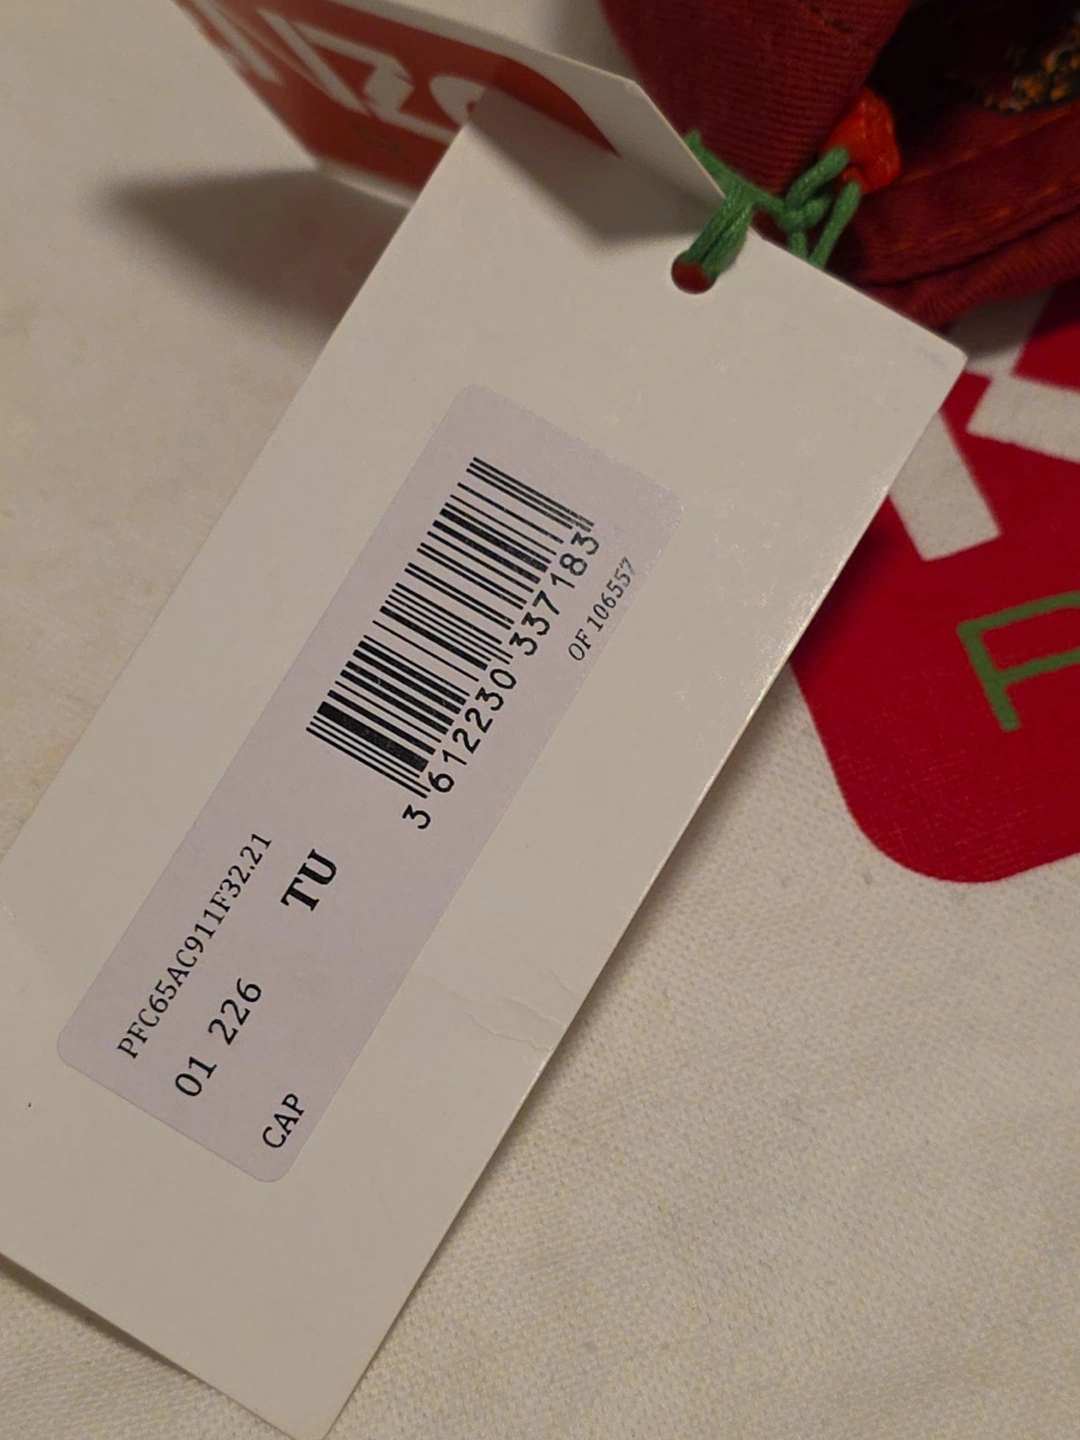 PFC65AC911F32.21
01 226
TU
CAP
3 612230 337183
OF 106557